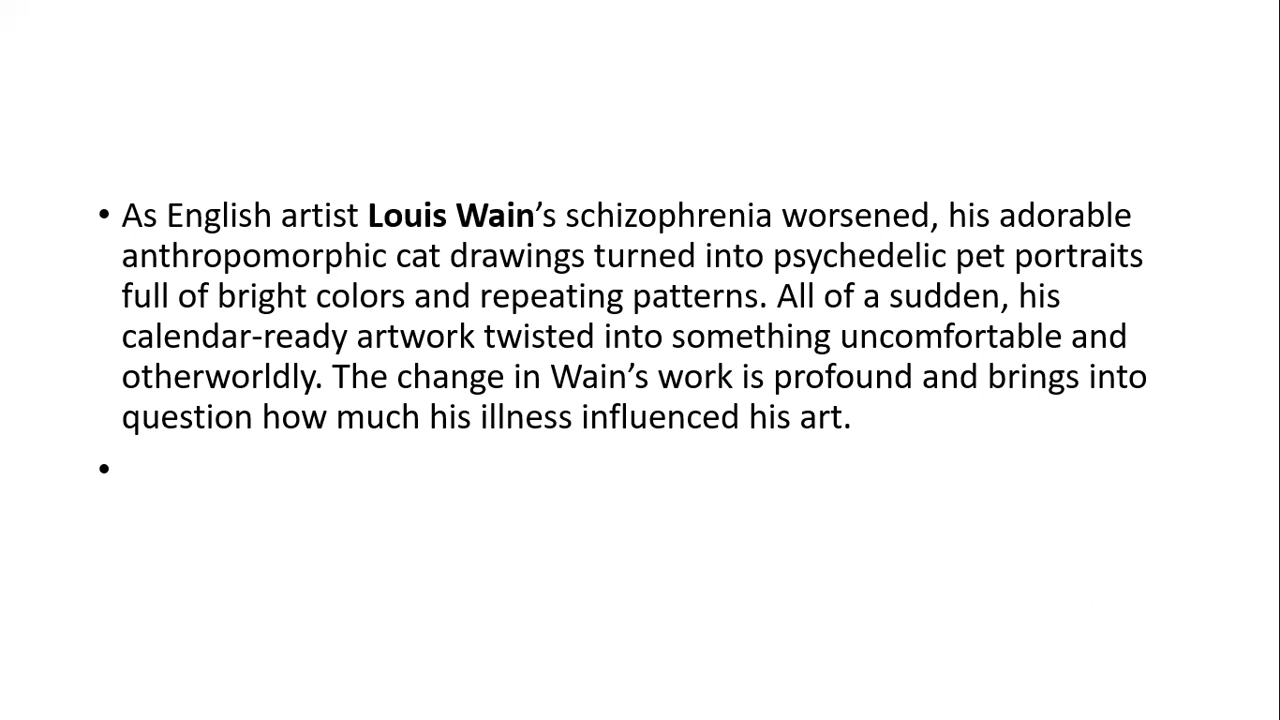 • As English artist Louis Wain’s schizophrenia worsened, his adorable
anthropomorphic cat drawings turned into psychedelic pet portraits
full of bright colors and repeating patterns. All of a sudden, his
calendar-ready artwork twisted into something uncomfortable and
otherworldly. The change in Wain’s work is profound and brings into
question how much his illness influenced his art.
•